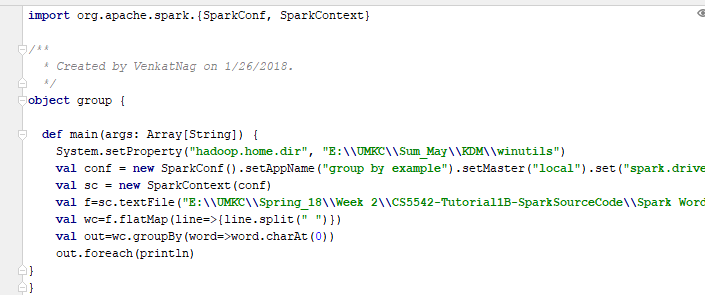 import org.apache.spark.{SparkConf, SparkContext}
/**
* Created by VenkatNag on 1/26/2018.
*/
object group {
def main(args: Array[String]) {
System.setProperty("hadoop.home.dir", "E:\\UMKC\\Sum_May\\KDM\\winutils")
val conf = new SparkConf().setAppName("group by example").setMaster("local").set("spark.drive
val sc = new SparkContext(conf)
val f=sc.textFile("E:\\UMKC\\Spring_18\\Week 2\\CS5542-Tutorial1B-SparkSourceCode\\Spark Word
val wc=f.flatMap(line=>{line.split(" ")})
val out=wc.groupBy(word=>word.charAt(0))
out.foreach(println)
}
}